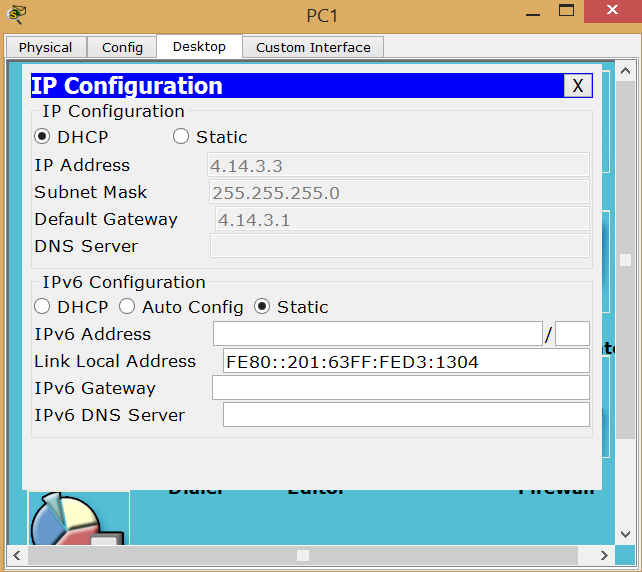 PC1
Physical Config Desktop Custom Interface
IP Configuration X
IP Configuration
DHCP Static
IP Address 4.14.3.3
Subnet Mask 255.255.255.0
Default Gateway 4.14.3.1
DNS Server
IPv6 Configuration
DHCP Auto Config Static
IPv6 Address /
Link Local Address FE80::201:63FF:FED3:1304
IPv6 Gateway
IPv6 DNS Server
Dialer Editor Firewall